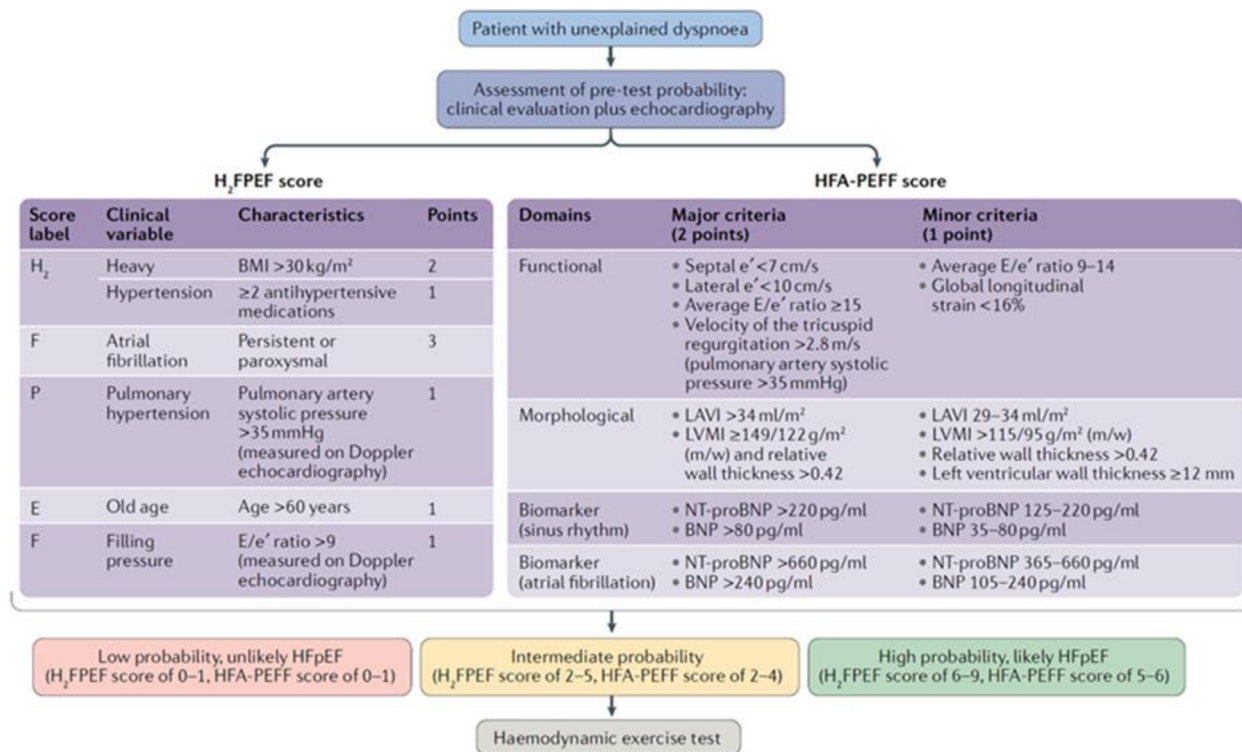 Patient with unexplained dyspnoea
Assessment of pre-test probability:
clinical evaluation plus echocardiography
H₂FPEF score
Score label
Clinical variable
Characteristics
Points
H₂
Heavy
BMI >30 kg/m²
2
Hypertension
≥2 antihypertensive
medications
1
F
Atrial
fibrillation
Persistent or
paroxysmal
3
P
Pulmonary
hypertension
Pulmonary artery
systolic pressure
>35 mmHg
(measured on Doppler
echocardiography)
1
E
Old age
Age >60 years
1
F
Filling
pressure
E/e′ ratio >9
(measured on Doppler
echocardiography)
1
HFA-PEFF score
Domains
Major criteria
(2 points)
Minor criteria
(1 point)
Functional
• Septal e′ <7 cm/s
• Lateral e′ <10 cm/s
• Average E/e′ ratio ≥15
• Velocity of the tricuspid
regurgitation >2.8 m/s
(pulmonary artery systolic
pressure >35 mmHg)
• Average E/e′ ratio 9–14
• Global longitudinal
strain <16%
Morphological
• LAVI >34 ml/m²
• LVMI ≥149/122 g/m²
(m/w) and relative
wall thickness >0.42
• LAVI 29–34 ml/m²
• LVMI >115/95 g/m² (m/w)
• Relative wall thickness >0.42
• Left ventricular wall thickness ≥12 mm
Biomarker
(sinus rhythm)
• NT-proBNP >220 pg/ml
• BNP >80 pg/ml
• NT-proBNP 125–220 pg/ml
• BNP 35–80 pg/ml
Biomarker
(atrial fibrillation)
• NT-proBNP >660 pg/ml
• BNP >240 pg/ml
• NT-proBNP 365–660 pg/ml
• BNP 105–240 pg/ml
Low probability, unlikely HFpEF
(H₂FPEF score of 0–1, HFA-PEFF score of 0–1)
Intermediate probability
(H₂FPEF score of 2–5, HFA-PEFF score of 2–4)
High probability, likely HFpEF
(H₂FPEF score of 6–9, HFA-PEFF score of 5–6)
Haemodynamic exercise test